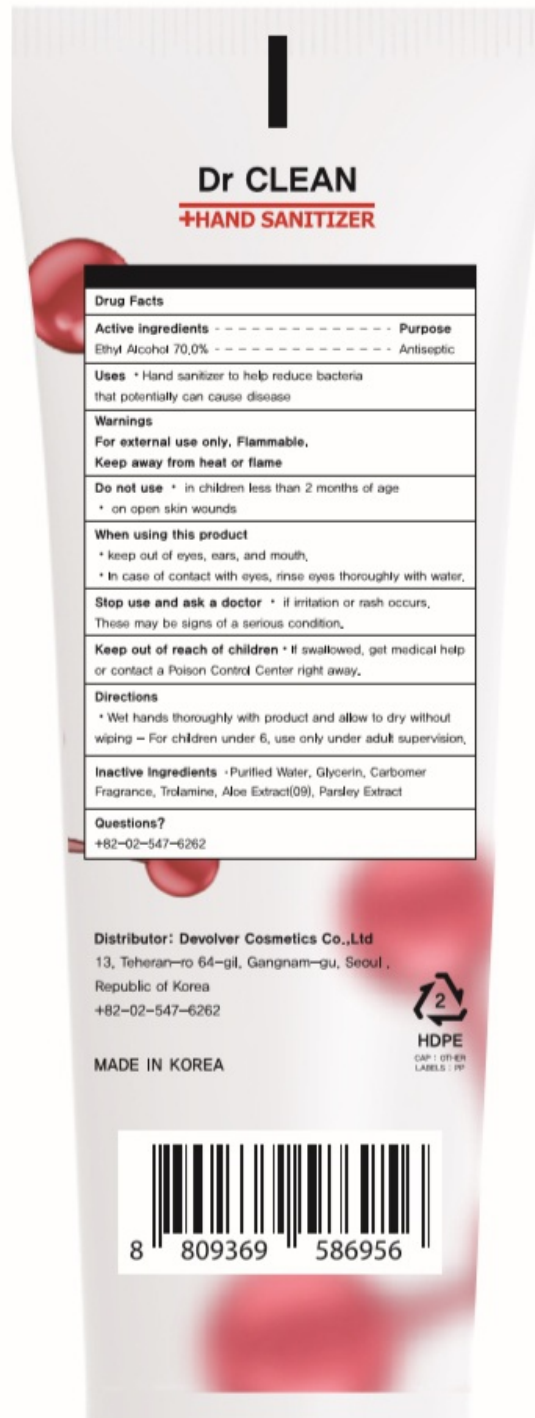 Dr CLEAN
+HAND SANITIZER
Drug Facts
Active ingredients - - - - - - - - - - - - - - Purpose
Ethyl Alcohol 70,0% - - - - - - - - - - - - - - Antiseptic
Uses • Hand sanitizer to help reduce bacteria
that potentially can cause disease
Warnings
For external use only. Flammable.
Keep away from heat or flame
Do not use • in children less than 2 months of age
• on open skin wounds
When using this product
• keep out of eyes, ears, and mouth.
• In case of contact with eyes, rinse eyes thoroughly with water.
Stop use and ask a doctor • if irritation or rash occurs.
These may be signs of a serious condition.
Keep out of reach of children • If swallowed, get medical help
or contact a Poison Control Center right away.
Directions
• Wet hands thoroughly with product and allow to dry without
wiping – For children under 6, use only under adult supervision.
Inactive Ingredients •Purified Water, Glycerin, Carbomer
Fragrance, Trolamine, Aloe Extract(09), Parsley Extract
Questions?
+82-02-547-6262
Distributor: Devolver Cosmetics Co.,Ltd
13, Teheran-ro 64-gil, Gangnam-gu, Seoul ,
Republic of Korea
+82-02-547-6262
2
HDPE
CAP : OTHER
LABELS : PP
MADE IN KOREA
8 809369 586956